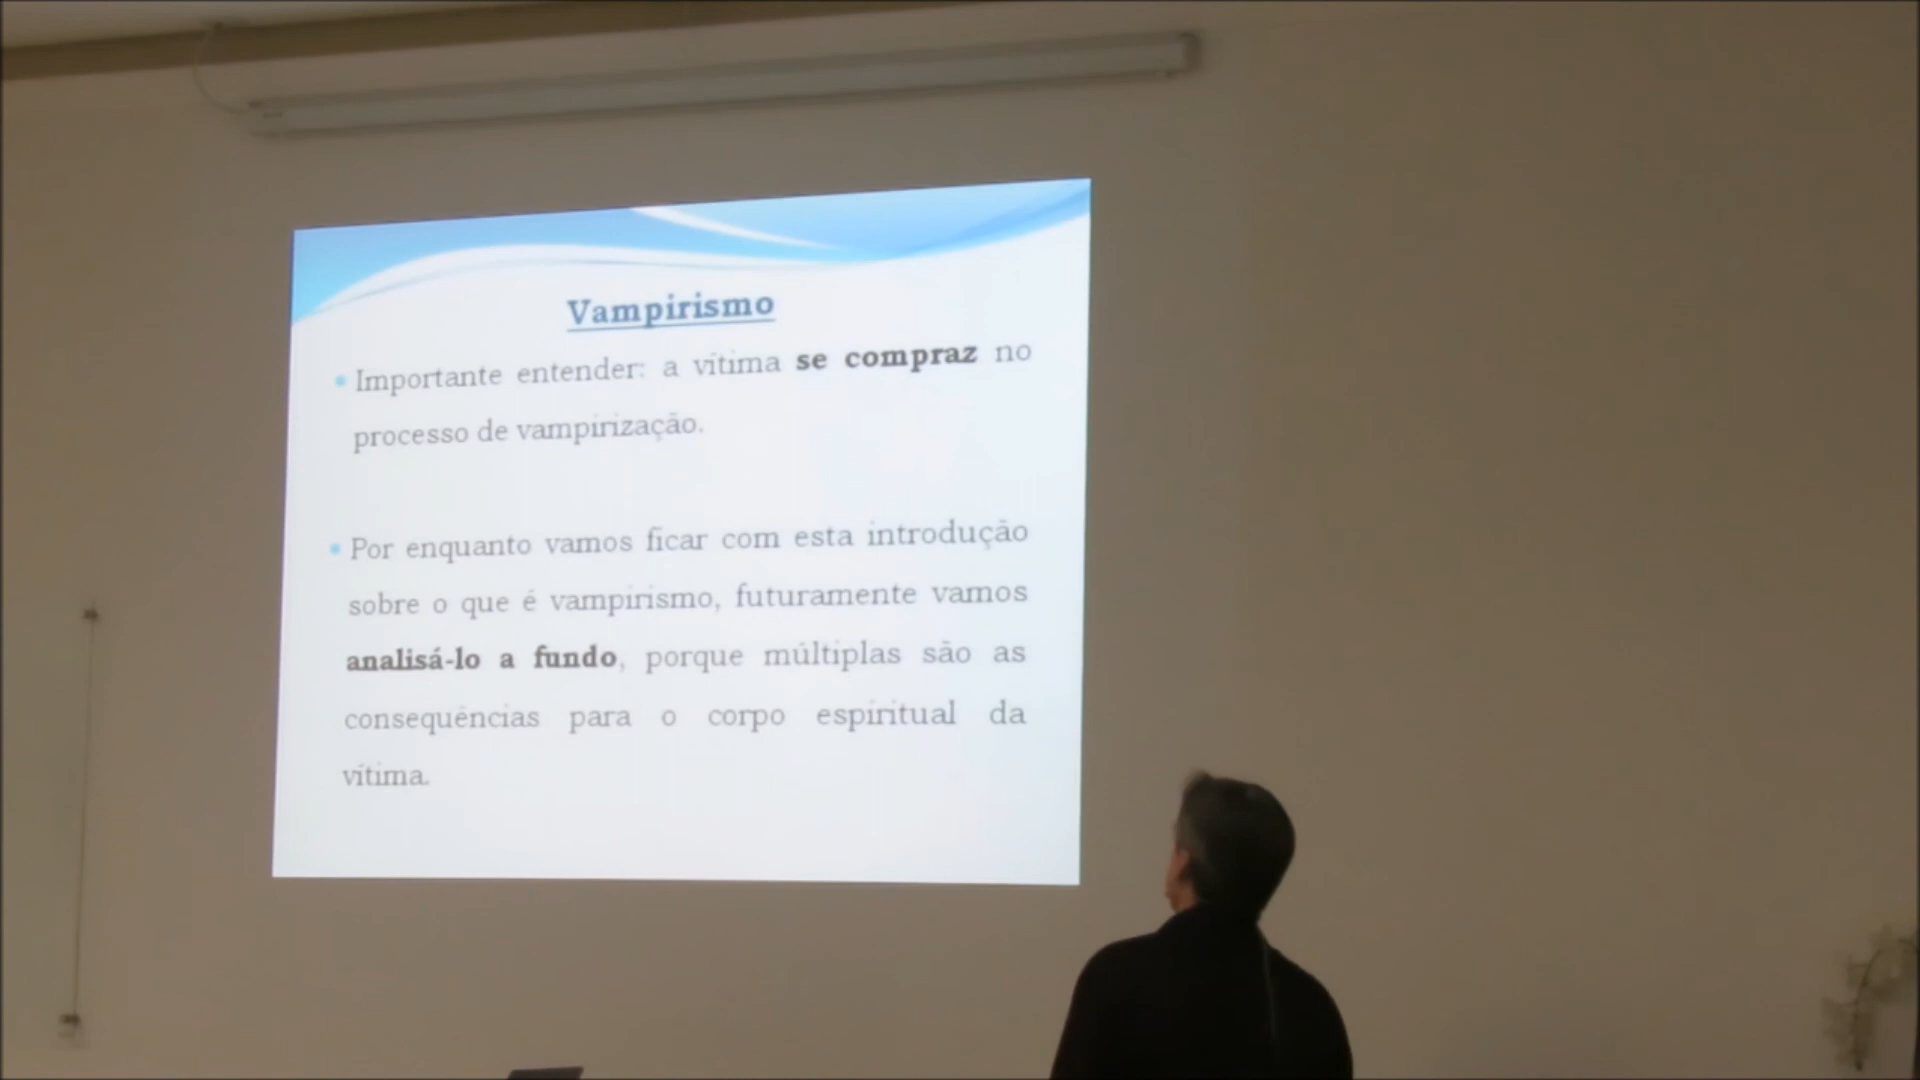 Vampirismo
Importante entender: a vítima se compraz no
processo de vampirização.
Por enquanto vamos ficar com esta introdução
sobre o que é vampirismo, futuramente vamos
analisá-lo a fundo, porque múltiplas são as
consequências para o corpo espiritual da
vítima.